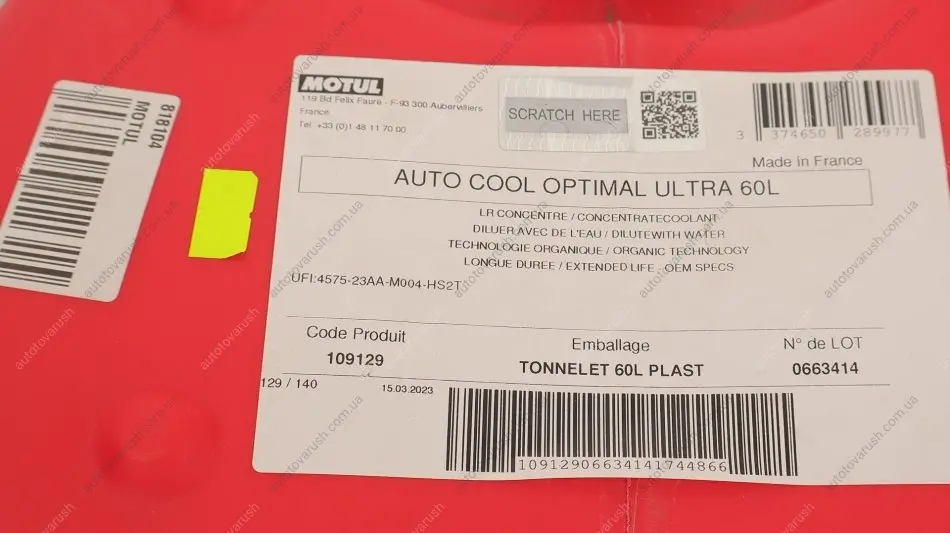 818104
MOTUL
MOTUL
119 Bd Felix Faure - F-93 300 Aubervilliers
France
Tel. +33 (0)1 48 11 70 00
SCRATCH HERE
3 374650 289977
Made in France
AUTO COOL OPTIMAL ULTRA 60L
LR CONCENTRE / CONCENTRATECOOLANT
DILUER AVEC DE L'EAU / DILUTEWITH WATER
TECHNOLOGIE ORGANIQUE / ORGANIC TECHNOLOGY
LONGUE DUREE / EXTENDED LIFE - OEM SPECS
UFI:4575-23AA-M004-HS2T
Code Produit
109129
Emballage
TONNELET 60L PLAST
N° de LOT
0663414
129 / 140
15.03.2023
10912906634141744866
autotovarush.com.ua